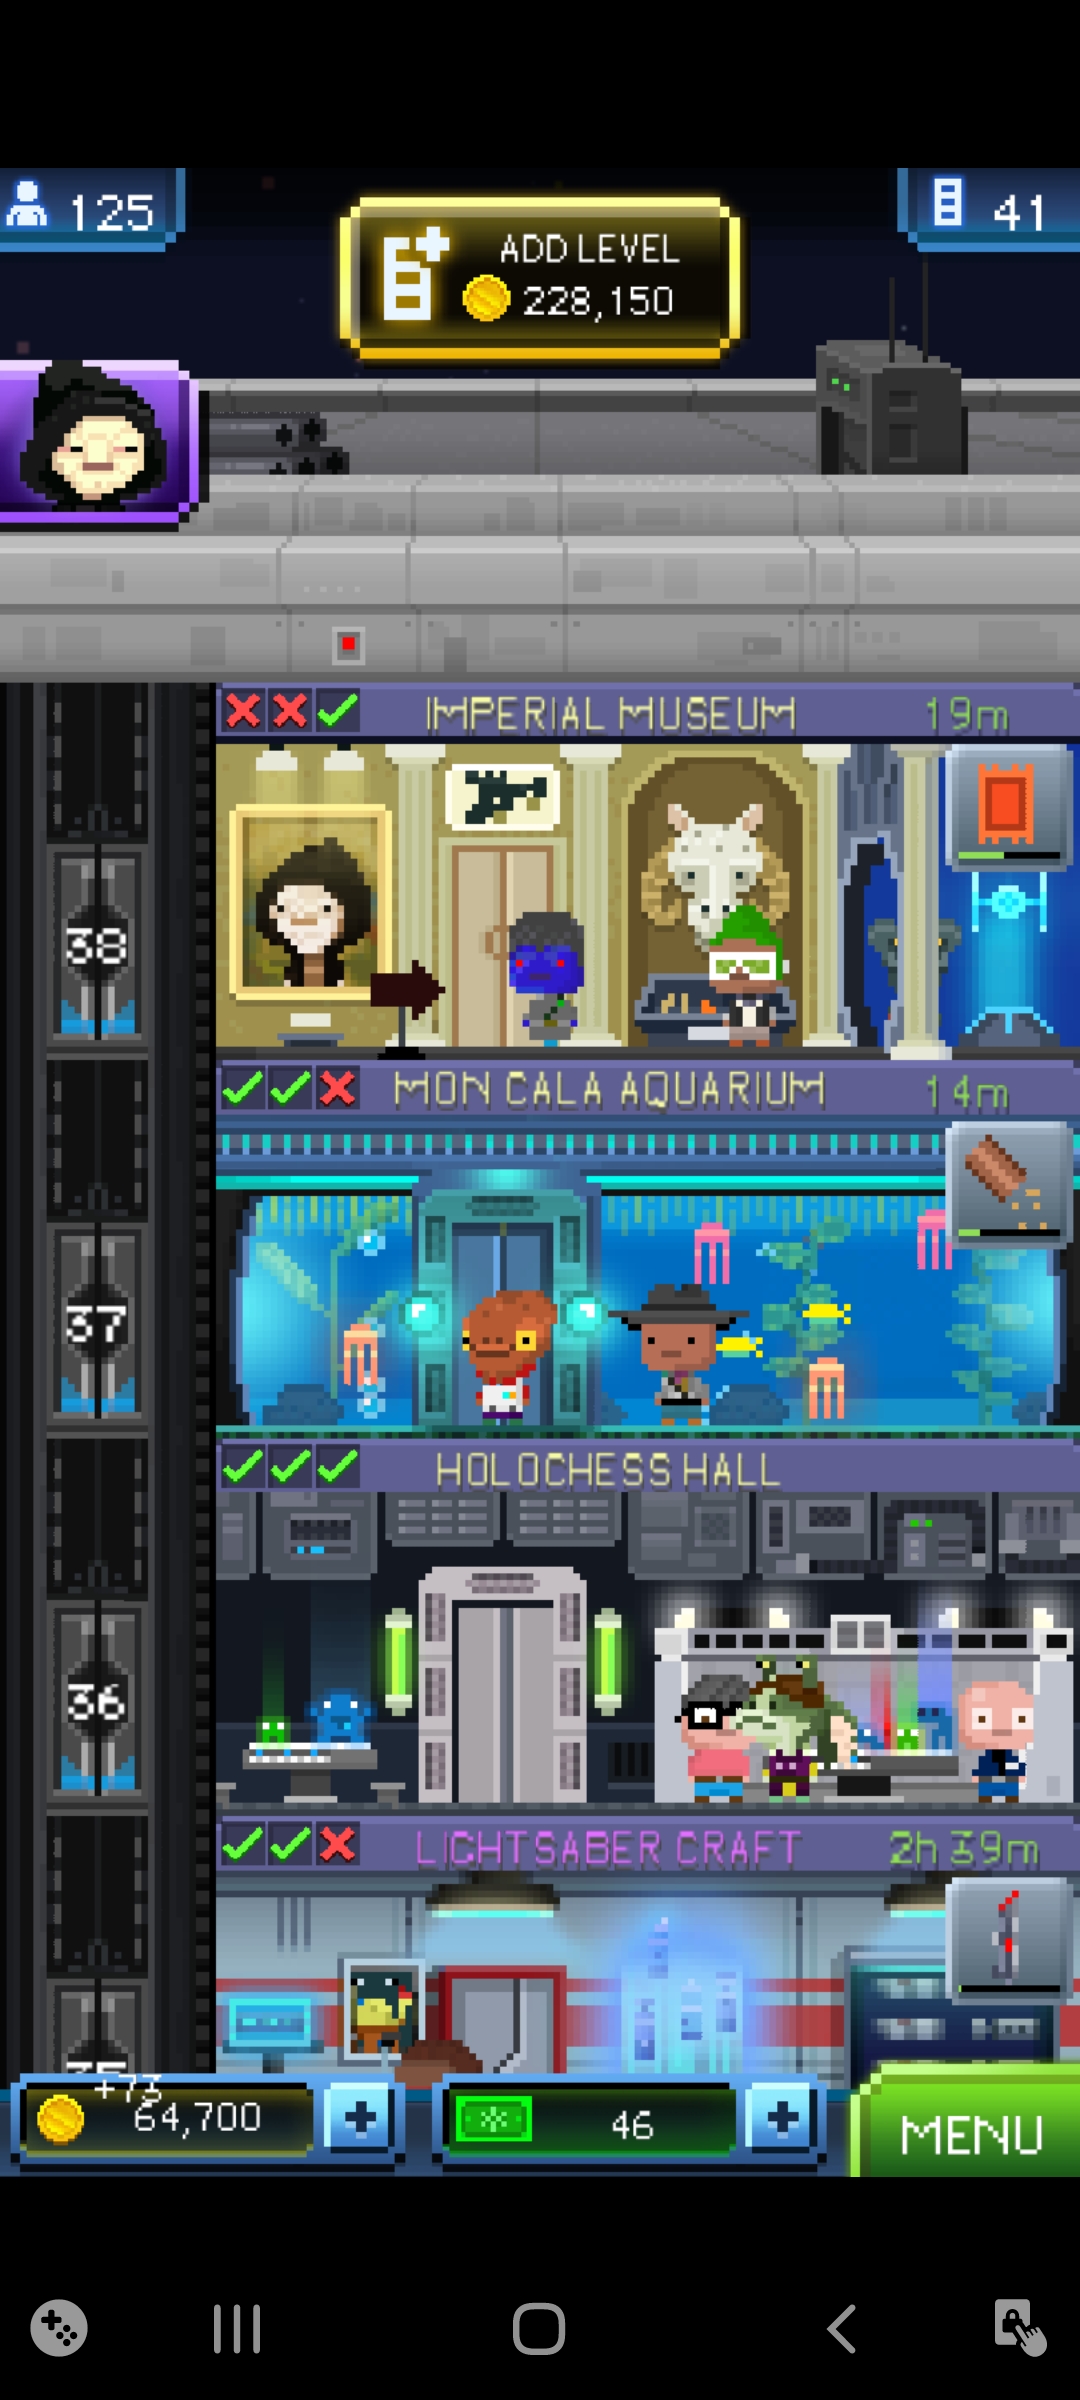 125
ADD LEVEL
228,150
41
IMPERIAL MUSEUM 19m
38
MON CALA AQUARIUM 14m
37
HOLOCHESS HALL
36
LIGHTSABER CRAFT 2h 39m
35
+73
64,700
46
MENU